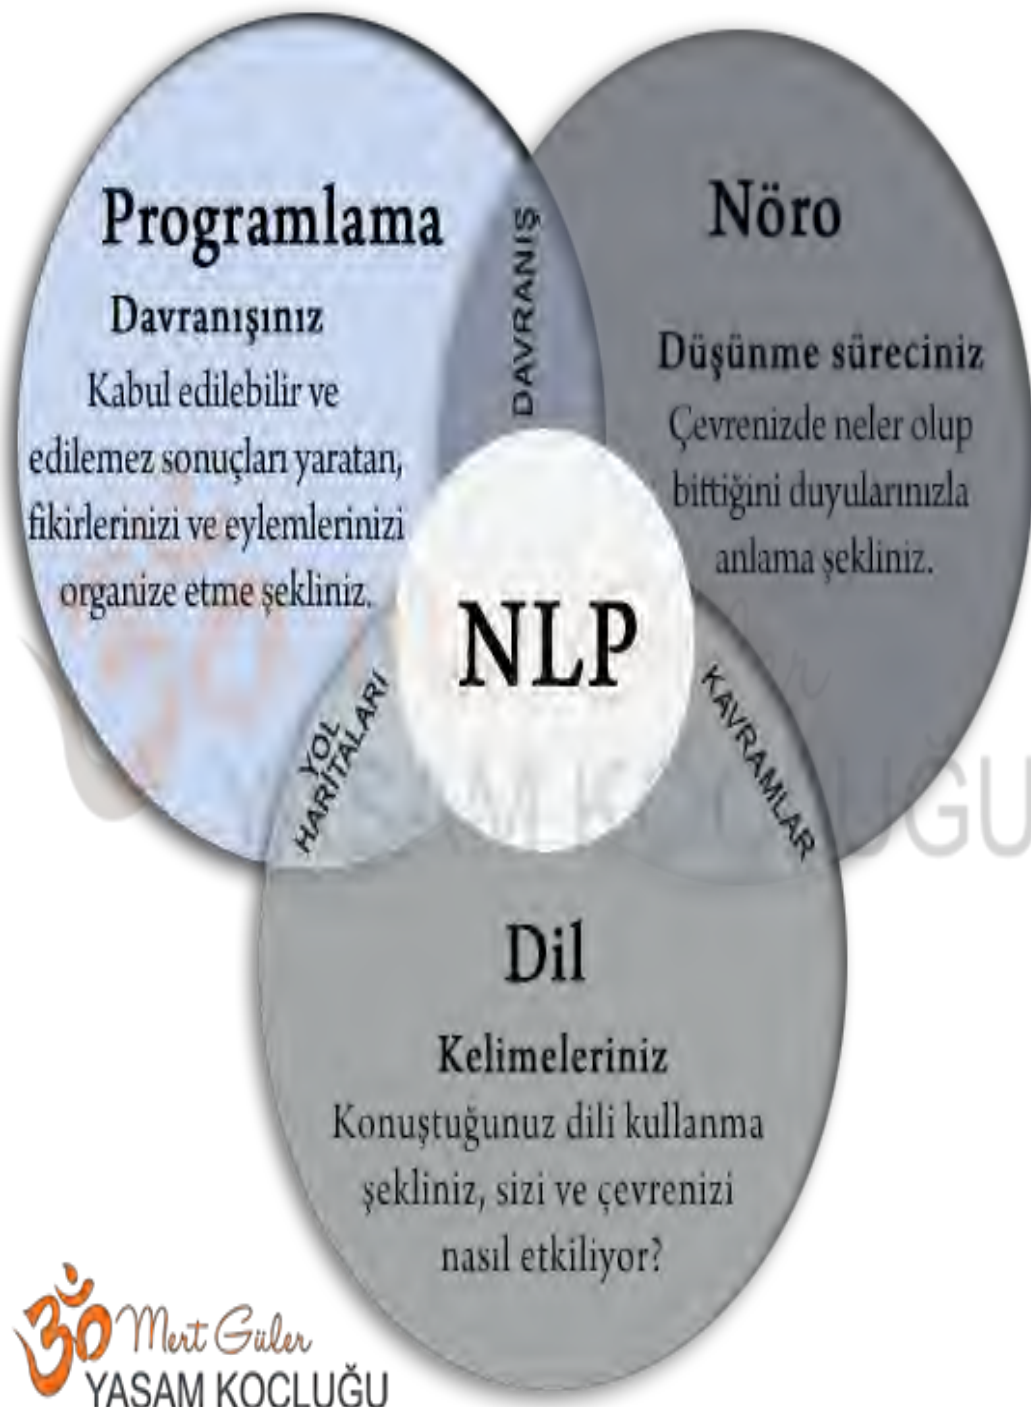 Programlama
Davranışınız
Kabul edilebilir ve
edilemez sonuçları yaratan,
fikirlerinizi ve eylemlerinizi
organize etme şekliniz.
DAVRANIŞ
Nöro
Düşünme süreciniz
Çevrenizde neler olup
bittiğini duyularınızla
anlama şekliniz.
NLP
YOL
HARİTALARI
KAVRAMLAR
Dil
Kelimeleriniz
Konuştuğunuz dili kullanma
şekliniz, sizi ve çevrenizi
nasıl etkiliyor?
Mert Güler
YAŞAM KOÇLUĞU